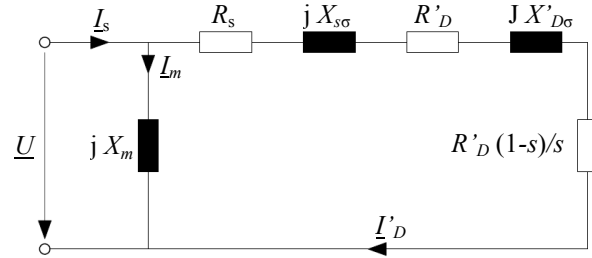 I_s
R_s
j X_sσ
R'_D
J X'_Dσ
I_m
U
j X_m
R'_D (1-s)/s
I'_D